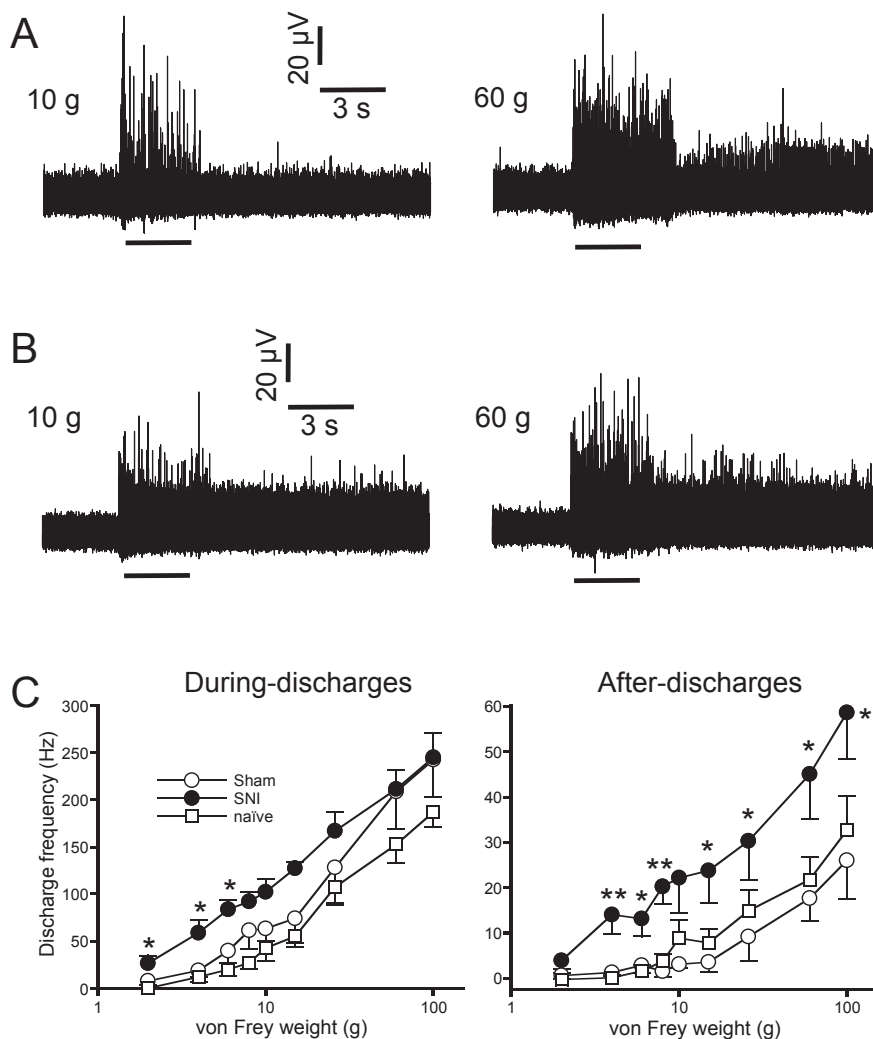 A
10 g
20 µV
3 s
60 g
B
10 g
20 µV
3 s
60 g
C
During-discharges
After-discharges
Discharge frequency (Hz)
300
250
200
150
100
50
0
Sham
SNI
naïve
*
*
*
1
10
100
von Frey weight (g)
60
50
40
30
20
10
0
**
*
**
*
*
*
*
1
10
100
von Frey weight (g)